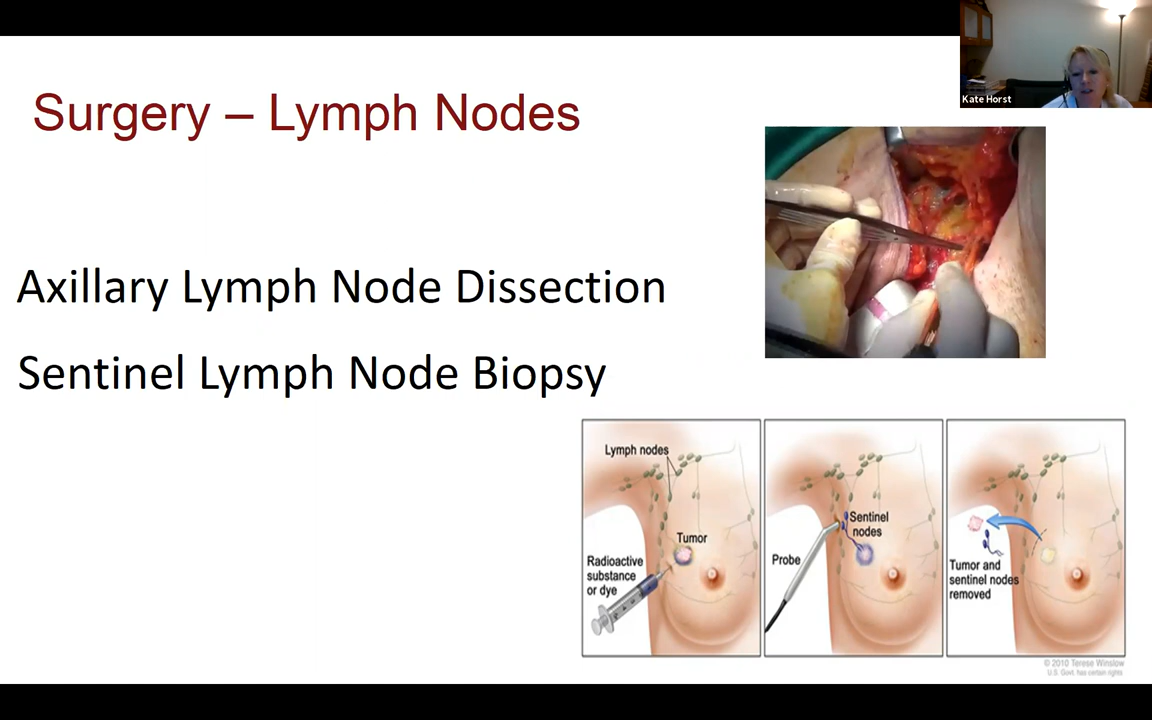 Kate Horst
Surgery – Lymph Nodes
Axillary Lymph Node Dissection
Sentinel Lymph Node Biopsy
Lymph nodes
Tumor
Radioactive
substance
or dye
Sentinel
nodes
Probe
Tumor and
sentinel nodes
removed
© 2010 Terese Winslow
U.S. Govt. has certain rights